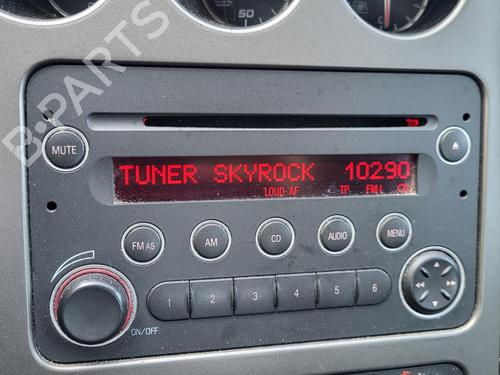 50
B-PARTS
MUTE
TUNER SKYROCK 10290
LOUD AF TP FM1
FM AS AM CD AUDIO MENU
1 2 3 4 5 6
ON/OFF